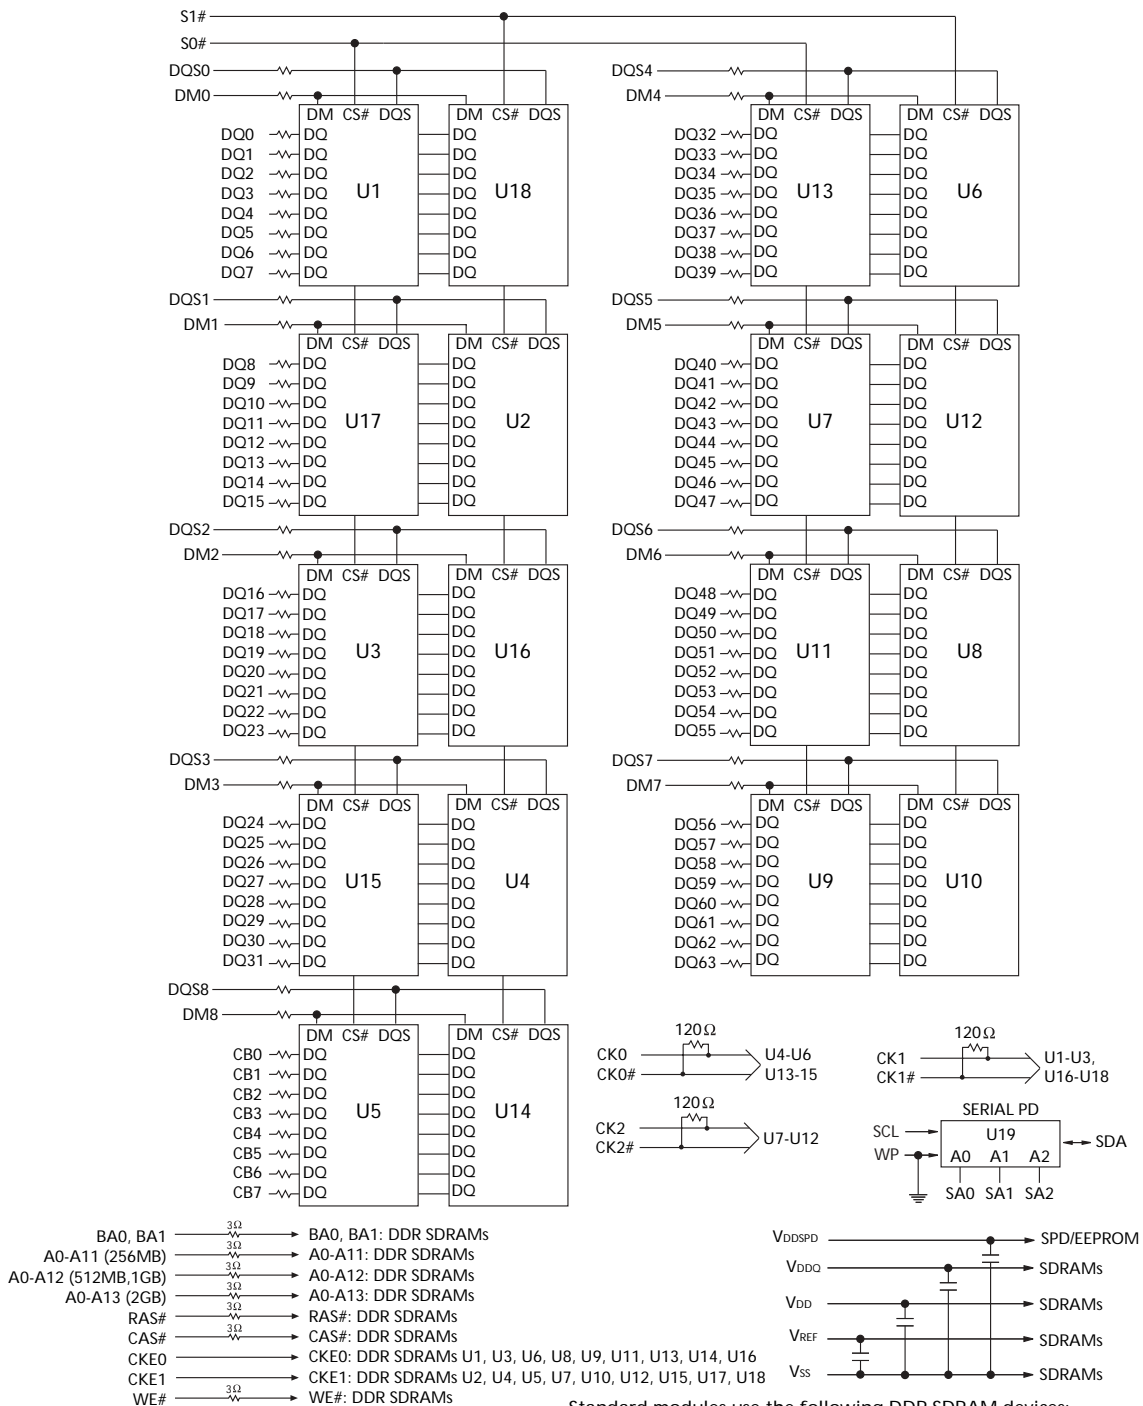 S1#
S0#
DQS0
DM0
DM CS# DQS DM CS# DQS
DQ0 DQ DQ
DQ1 DQ DQ
DQ2 DQ DQ
DQ3 DQ U1 DQ U18
DQ4 DQ DQ
DQ5 DQ DQ
DQ6 DQ DQ
DQ7 DQ DQ
DQS1
DM1
DM CS# DQS DM CS# DQS
DQ8 DQ DQ
DQ9 DQ DQ
DQ10 DQ DQ
DQ11 DQ U17 DQ U2
DQ12 DQ DQ
DQ13 DQ DQ
DQ14 DQ DQ
DQ15 DQ DQ
DQS2
DM2
DM CS# DQS DM CS# DQS
DQ16 DQ DQ
DQ17 DQ DQ
DQ18 DQ DQ
DQ19 DQ U3 DQ U16
DQ20 DQ DQ
DQ21 DQ DQ
DQ22 DQ DQ
DQ23 DQ DQ
DQS3
DM3
DM CS# DQS DM CS# DQS
DQ24 DQ DQ
DQ25 DQ DQ
DQ26 DQ DQ
DQ27 DQ U15 DQ U4
DQ28 DQ DQ
DQ29 DQ DQ
DQ30 DQ DQ
DQ31 DQ DQ
DQS8
DM8
DM CS# DQS DM CS# DQS
CB0 DQ DQ
CB1 DQ DQ
CB2 DQ DQ
CB3 DQ U5 DQ U14
CB4 DQ DQ
CB5 DQ DQ
CB6 DQ DQ
CB7 DQ DQ
DQS4
DM4
DM CS# DQS DM CS# DQS
DQ32 DQ DQ
DQ33 DQ DQ
DQ34 DQ DQ
DQ35 DQ U13 DQ U6
DQ36 DQ DQ
DQ37 DQ DQ
DQ38 DQ DQ
DQ39 DQ DQ
DQS5
DM5
DM CS# DQS DM CS# DQS
DQ40 DQ DQ
DQ41 DQ DQ
DQ42 DQ DQ
DQ43 DQ U7 DQ U12
DQ44 DQ DQ
DQ45 DQ DQ
DQ46 DQ DQ
DQ47 DQ DQ
DQS6
DM6
DM CS# DQS DM CS# DQS
DQ48 DQ DQ
DQ49 DQ DQ
DQ50 DQ DQ
DQ51 DQ U11 DQ U8
DQ52 DQ DQ
DQ53 DQ DQ
DQ54 DQ DQ
DQ55 DQ DQ
DQS7
DM7
DM CS# DQS DM CS# DQS
DQ56 DQ DQ
DQ57 DQ DQ
DQ58 DQ DQ
DQ59 DQ U9 DQ U10
DQ60 DQ DQ
DQ61 DQ DQ
DQ62 DQ DQ
DQ63 DQ DQ
120Ω
CK0 U4-U6
CK0# U13-15
120Ω
CK1 U1-U3,
CK1# U16-U18
120Ω
CK2
CK2# U7-U12
SERIAL PD
SCL U19
WP A0 A1 A2 SDA
SA0 SA1 SA2
BA0, BA1 3Ω BA0, BA1: DDR SDRAMs
A0-A11 (256MB) 3Ω A0-A11: DDR SDRAMs
A0-A12 (512MB,1GB) 3Ω A0-A12: DDR SDRAMs
A0-A13 (2GB) 3Ω A0-A13: DDR SDRAMs
RAS# 3Ω RAS#: DDR SDRAMs
CAS# 3Ω CAS#: DDR SDRAMs
CKE0 CKE0: DDR SDRAMs U1, U3, U6, U8, U9, U11, U13, U14, U16
CKE1 CKE1: DDR SDRAMs U2, U4, U5, U7, U10, U12, U15, U17, U18
WE# 3Ω WE#: DDR SDRAMs
VDDSPD SPD/EEPROM
VDDQ SDRAMs
VDD SDRAMs
VREF SDRAMs
VSS SDRAMs
Standard modules use the following DDR SDRAM devices: